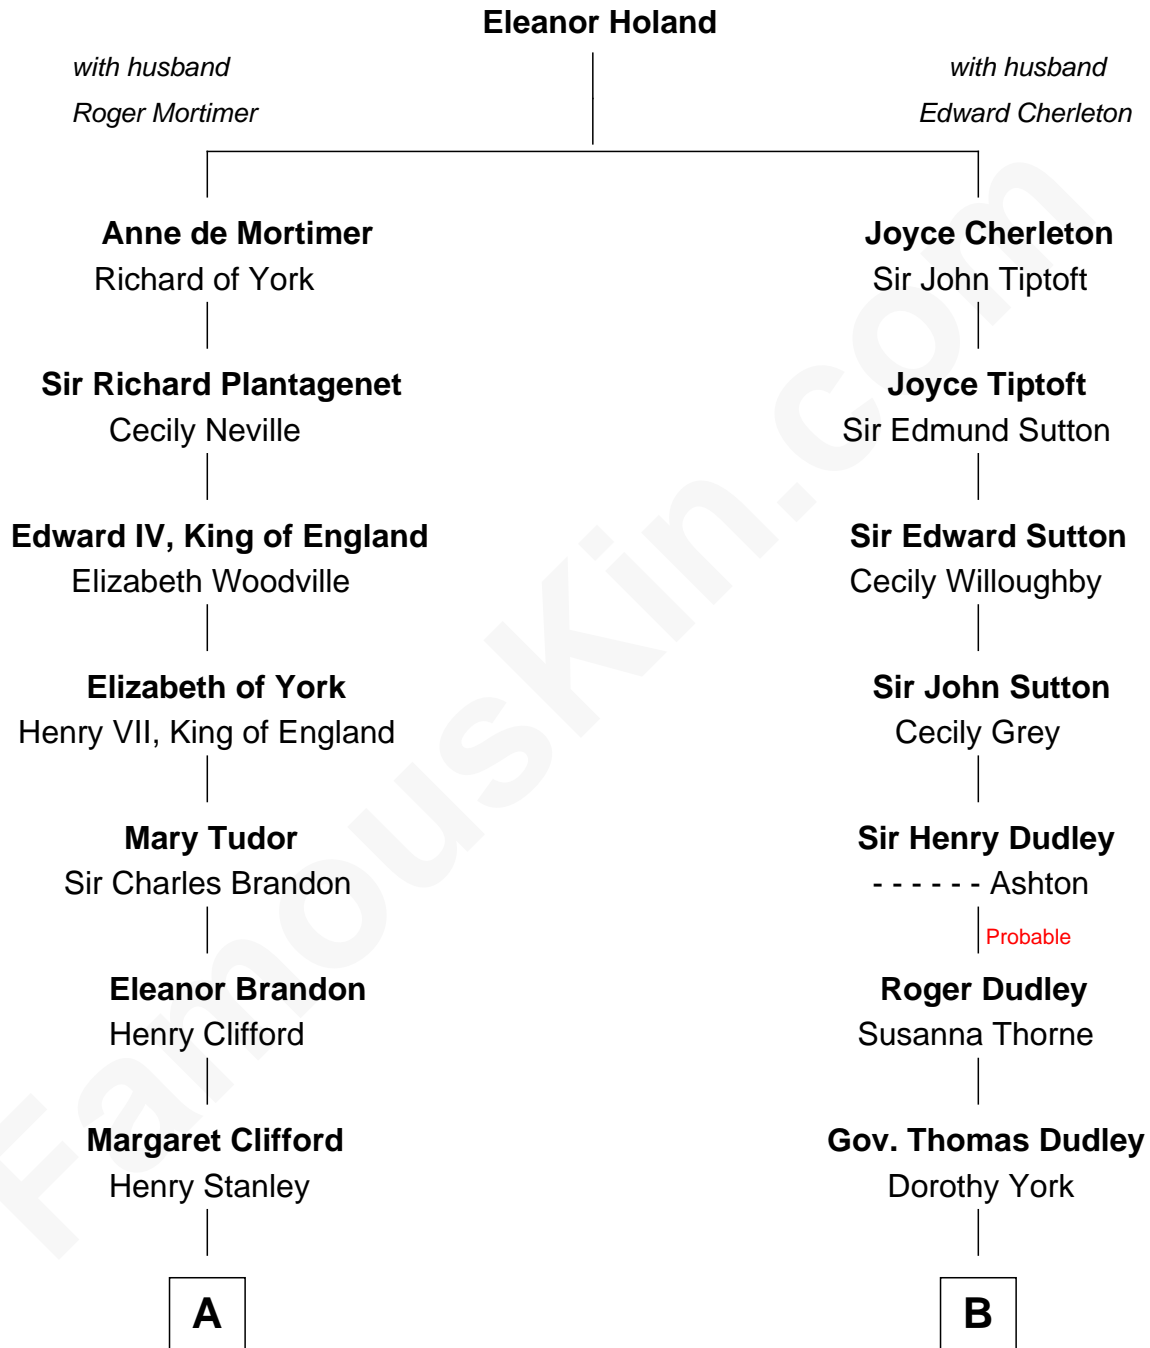 Eleanor Holand
with husband
Roger Mortimer
with husband
Edward Cherleton
Anne de Mortimer
Richard of York
Joyce Cherleton
Sir John Tiptoft
Sir Richard Plantagenet
Cecily Neville
Joyce Tiptoft
Sir Edmund Sutton
Edward IV, King of England
Elizabeth Woodville
Sir Edward Sutton
Cecily Willoughby
Elizabeth of York
Henry VII, King of England
Sir John Sutton
Cecily Grey
Mary Tudor
Sir Charles Brandon
Sir Henry Dudley
- - - - - - Ashton
Probable
Eleanor Brandon
Henry Clifford
Roger Dudley
Susanna Thorne
Margaret Clifford
Henry Stanley
Gov. Thomas Dudley
Dorothy York
A
B
FamousKin.com